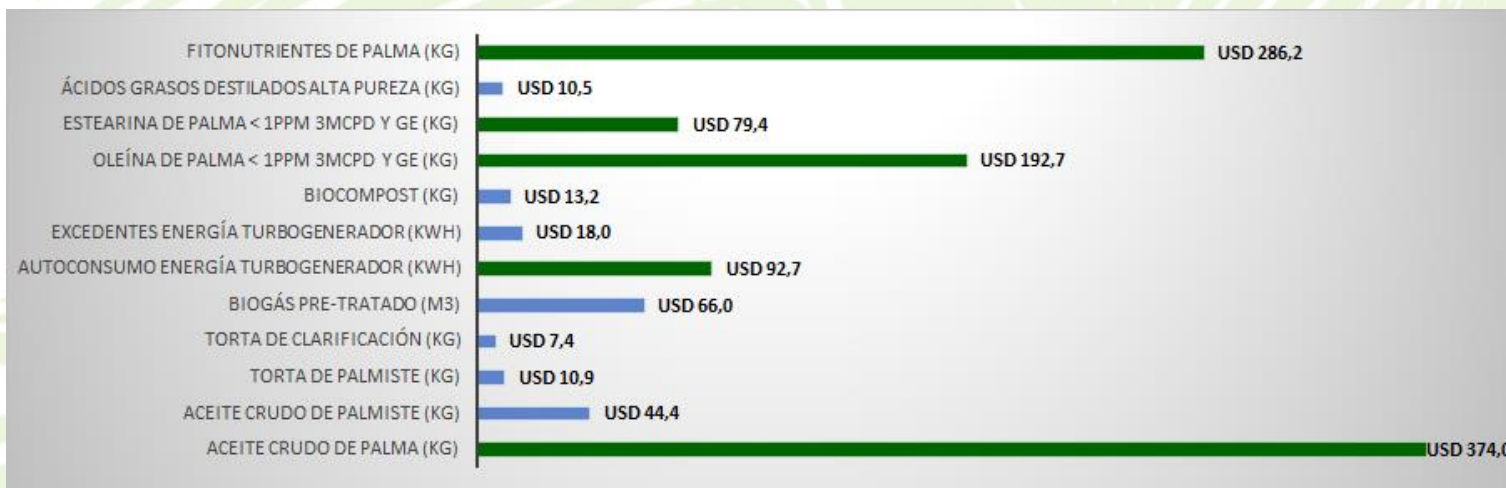 FITONUTRIENTES DE PALMA (KG) USD 286,2
ÁCIDOS GRASOS DESTILADOS ALTA PUREZA (KG) USD 10,5
ESTEARINA DE PALMA < 1PPM 3MCPD Y GE (KG) USD 79,4
OLEÍNA DE PALMA < 1PPM 3MCPD Y GE (KG) USD 192,7
BIOCOMPOST (KG) USD 13,2
EXCEDENTES ENERGÍA TURBOGENERADOR (KWH) USD 18,0
AUTOCONSUMO ENERGÍA TURBOGENERADOR (KWH) USD 92,7
BIOGÁS PRE-TRATADO (M3) USD 66,0
TORTA DE CLARIFICACIÓN (KG) USD 7,4
TORTA DE PALMISTE (KG) USD 10,9
ACEITE CRUDO DE PALMISTE (KG) USD 44,4
ACEITE CRUDO DE PALMA (KG) USD 374,0